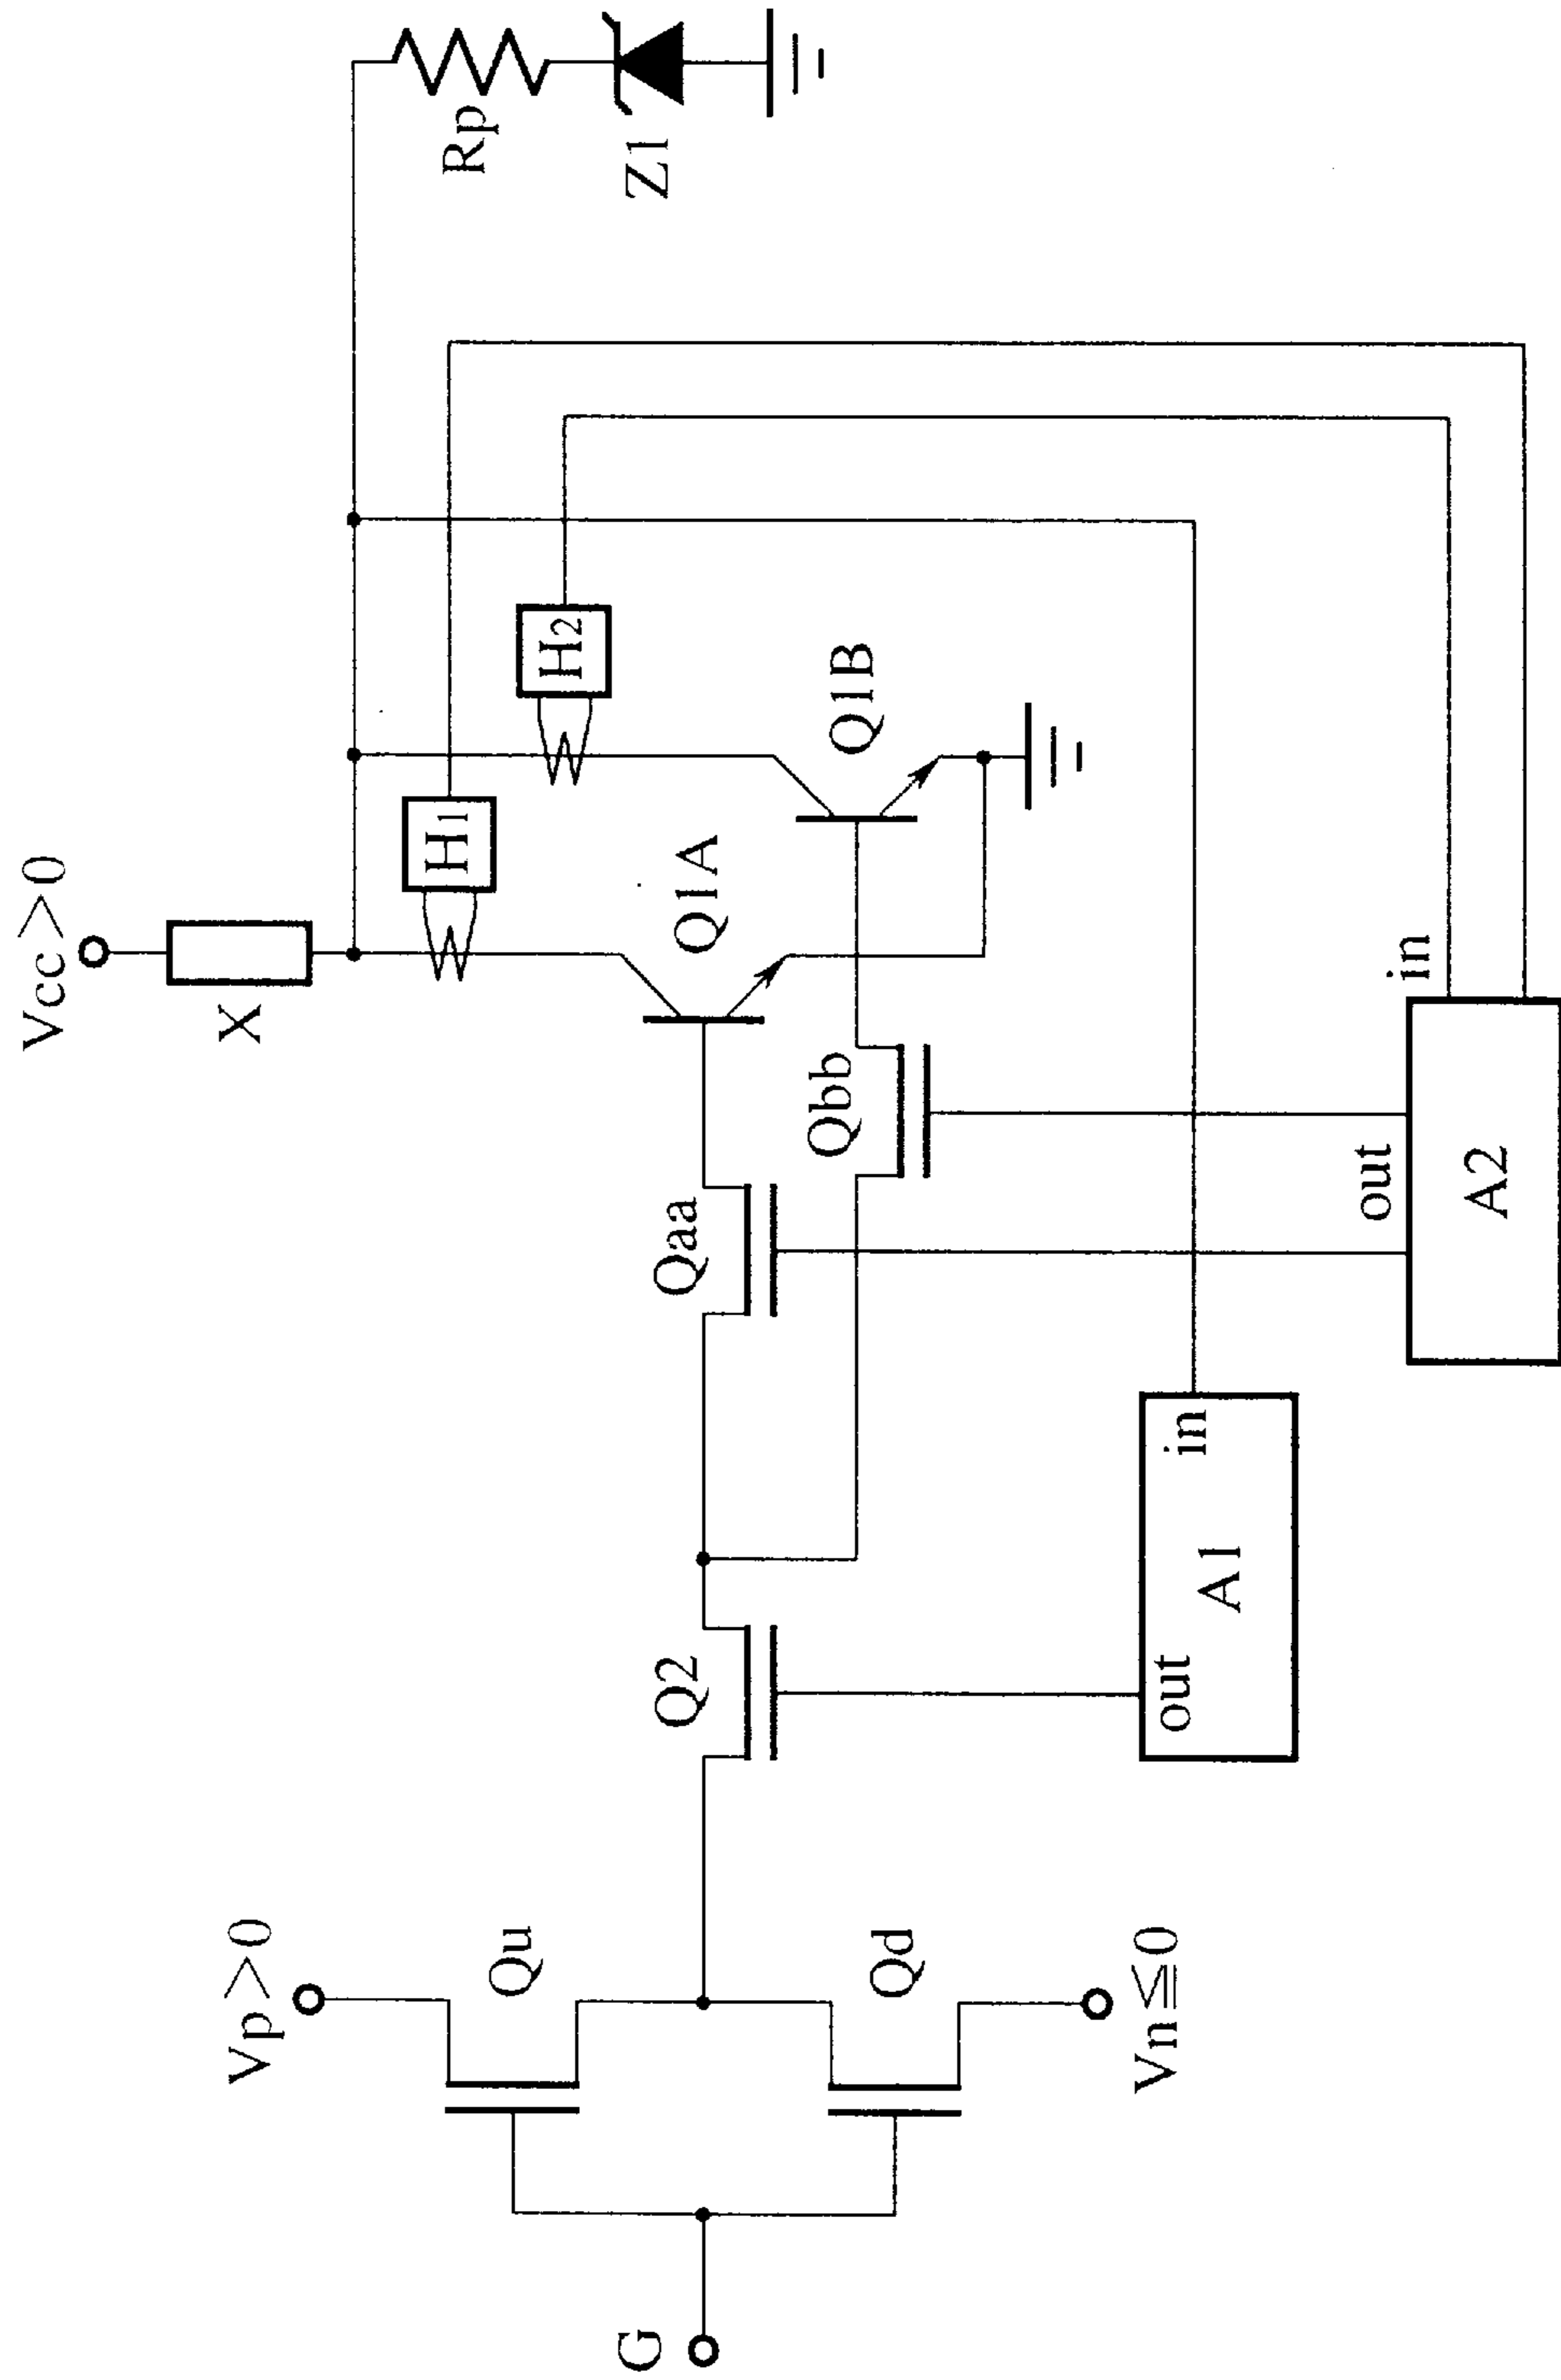 Vcc>0
X
H1
H2
Rp
Z1
Q1A
Q1B
Vp>0
Qu
Q2
Qaa
Qbb
G
Qd
Vn≦0
out
A1
in
out
in
A2